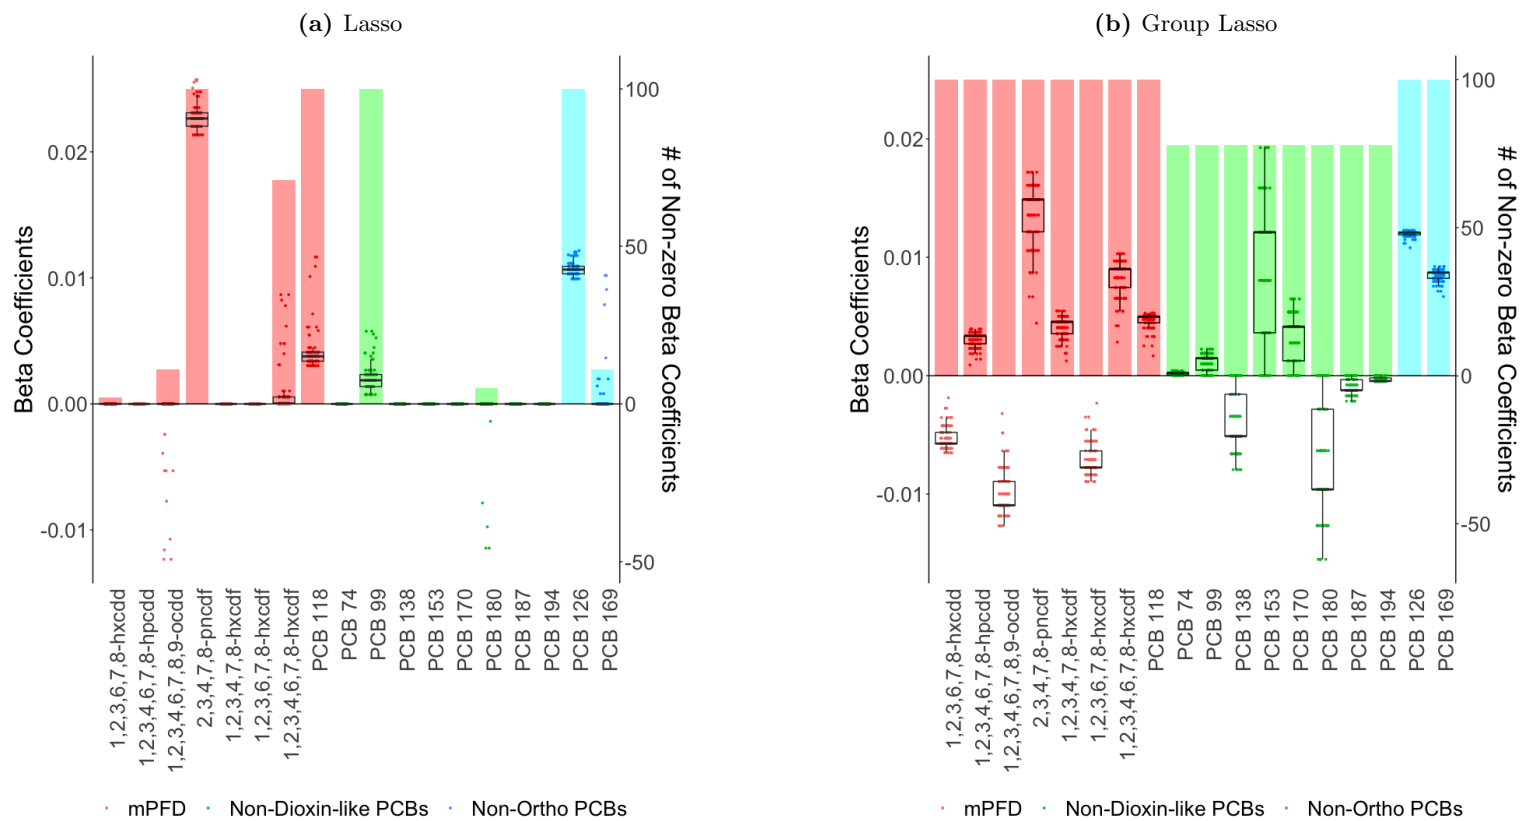 (a) Lasso
0.02
0.01
0.00
-0.01
Beta Coefficients
100
50
0
-50
# of Non-zero Beta Coefficients
1,2,3,6,7,8-hxcdd
1,2,3,4,6,7,8-hpcdd
1,2,3,4,6,7,8,9-ocdd
2,3,4,7,8-pncdf
1,2,3,4,7,8-hxcdf
1,2,3,6,7,8-hxcdf
1,2,3,4,6,7,8-hxcdf
PCB 118
PCB 74
PCB 99
PCB 138
PCB 153
PCB 170
PCB 180
PCB 187
PCB 194
PCB 126
PCB 169
mPFD Non-Dioxin-like PCBs Non-Ortho PCBs
(b) Group Lasso
0.02
0.01
0.00
-0.01
Beta Coefficients
100
50
0
-50
# of Non-zero Beta Coefficients
1,2,3,6,7,8-hxcdd
1,2,3,4,6,7,8-hpcdd
1,2,3,4,6,7,8,9-ocdd
2,3,4,7,8-pncdf
1,2,3,4,7,8-hxcdf
1,2,3,6,7,8-hxcdf
1,2,3,4,6,7,8-hxcdf
PCB 118
PCB 74
PCB 99
PCB 138
PCB 153
PCB 170
PCB 180
PCB 187
PCB 194
PCB 126
PCB 169
mPFD Non-Dioxin-like PCBs Non-Ortho PCBs